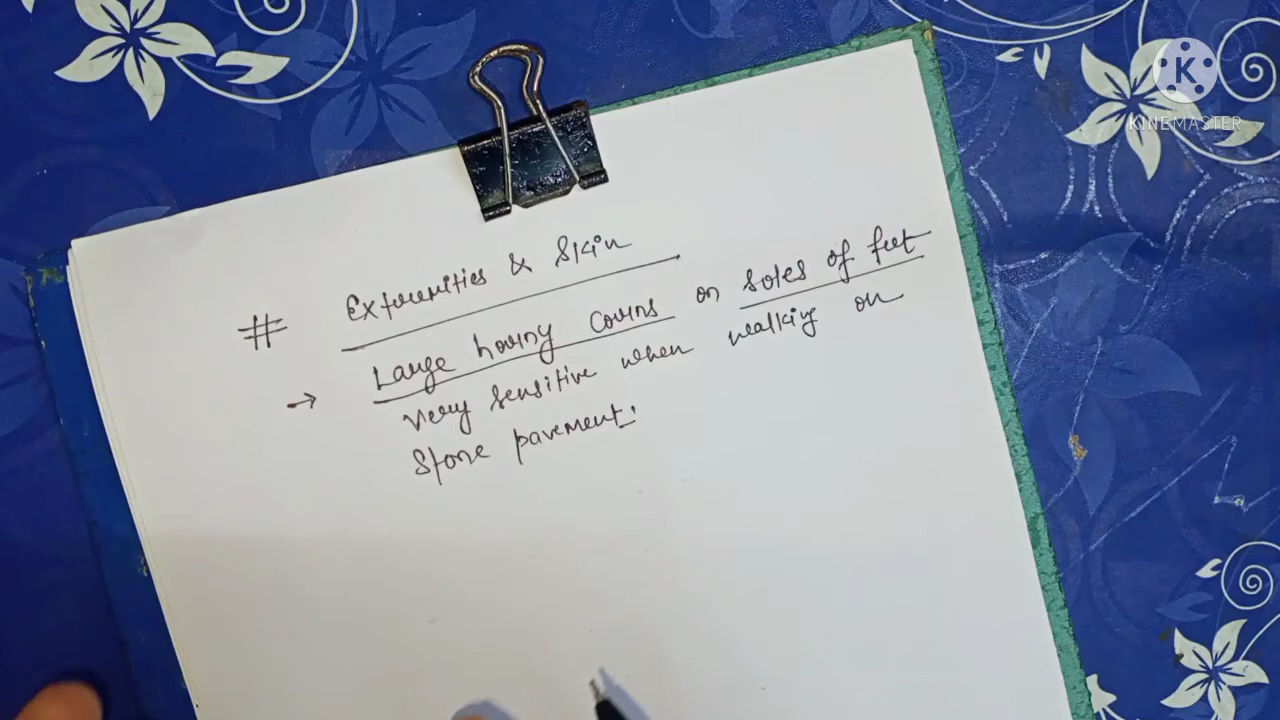 # Extremities & Skin
→ Large horny corns on soles of feet
very sensitive when walking on
Stone pavement.
K
KINEMASTER